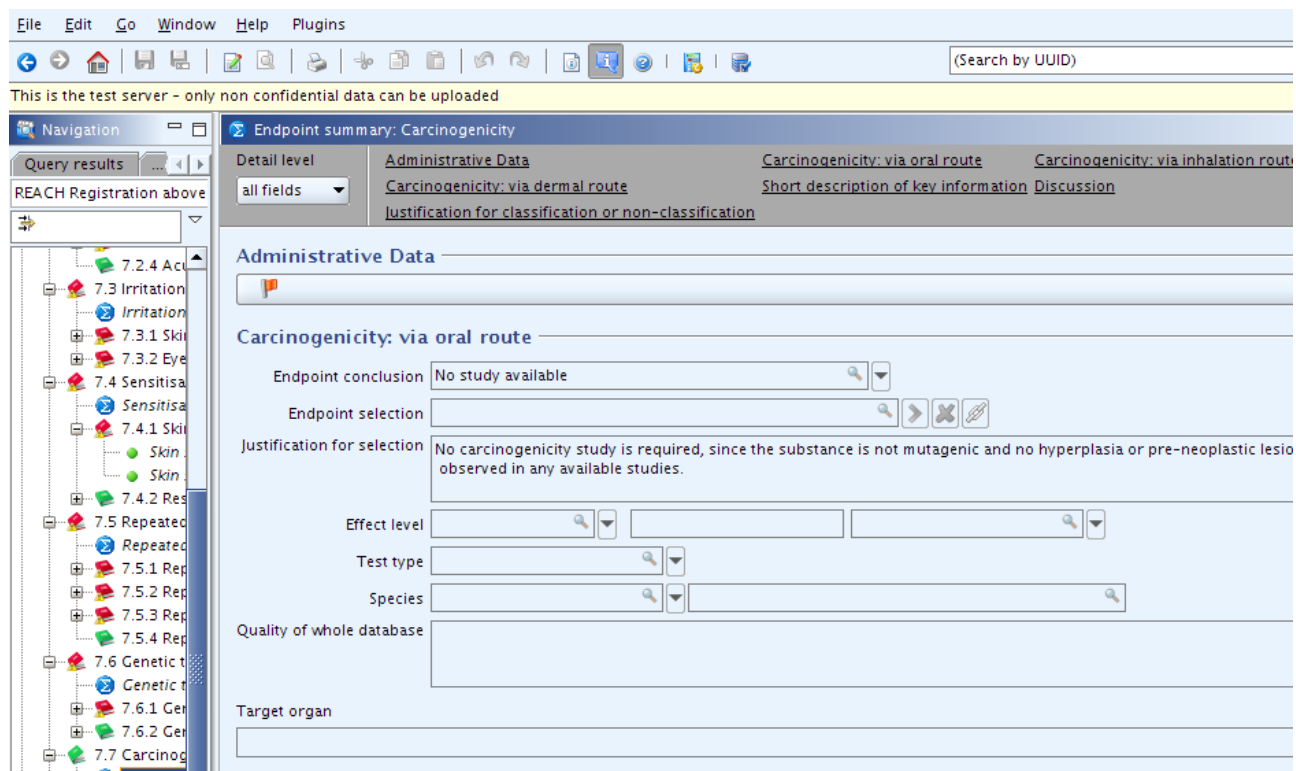 File Edit Go Window Help Plugins
(Search by UUID)
This is the test server - only non confidential data can be uploaded
Navigation
Endpoint summary: Carcinogenicity
Query results ...
Detail level
Administrative Data
Carcinogenicity: via oral route
Carcinogenicity: via inhalation route
REACH Registration above
all fields
Carcinogenicity: via dermal route
Short description of key information
Discussion
Justification for classification or non-classification
Administrative Data
7.2.4 Acu
7.3 Irritation
Irritation
7.3.1 Skin
7.3.2 Eye
7.4 Sensitisa
Sensitisa
7.4.1 Skin
Skin
Skin
7.4.2 Res
7.5 Repeated
Repeated
7.5.1 Rep
7.5.2 Rep
7.5.3 Rep
7.5.4 Rep
7.6 Genetic t
Genetic t
7.6.1 Gen
7.6.2 Gen
7.7 Carcinog
Carcinogenicity: via oral route
Endpoint conclusion No study available
Endpoint selection
Justification for selection
No carcinogenicity study is required, since the substance is not mutagenic and no hyperplasia or pre-neoplastic lesio
observed in any available studies.
Effect level
Test type
Species
Quality of whole database
Target organ